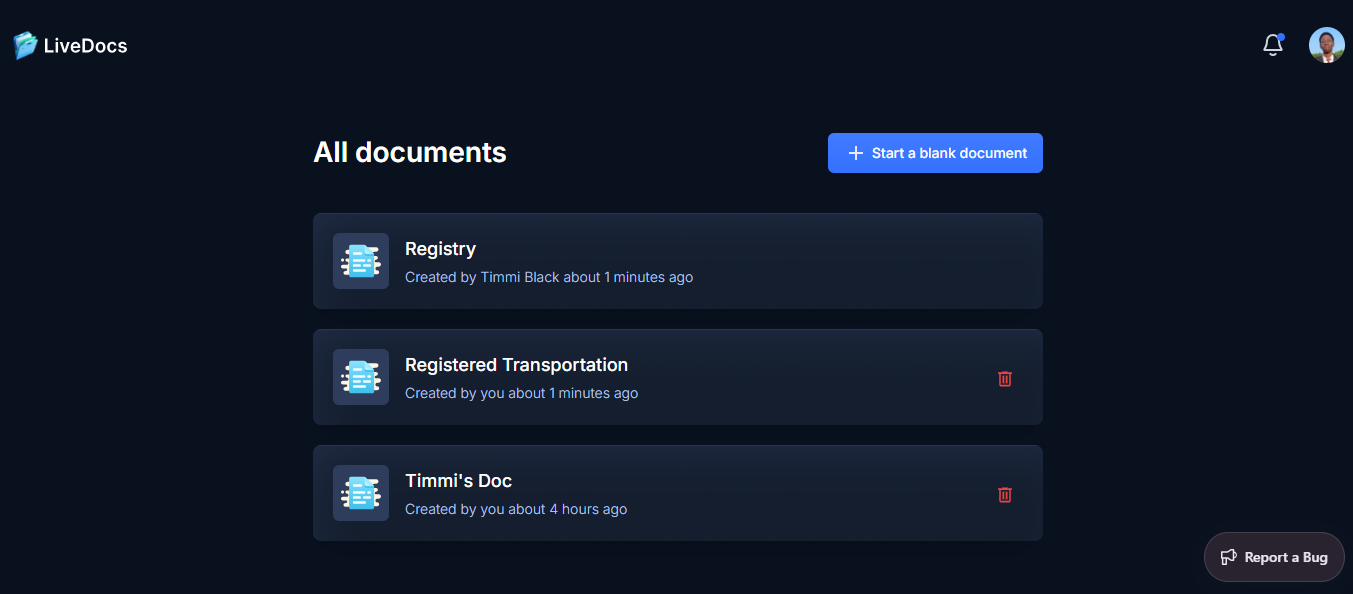 LiveDocs
All documents
Start a blank document
Registry
Created by Timmi Black about 1 minutes ago
Registered Transportation
Created by you about 1 minutes ago
Timmi's Doc
Created by you about 4 hours ago
Report a Bug